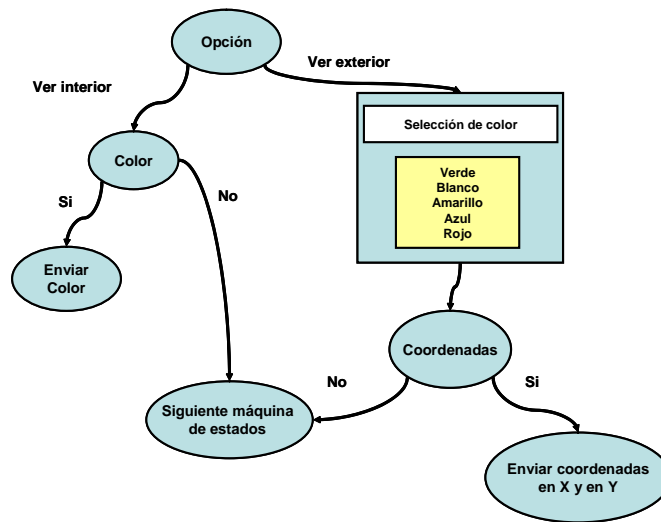 Opción
Ver interior
Ver exterior
Selección de color
Color
Verde
Blanco
Amarillo
Azul
Rojo
Si
No
Enviar
Color
Coordenadas
No
Si
Siguiente máquina
de estados
Enviar coordenadas
en X y en Y